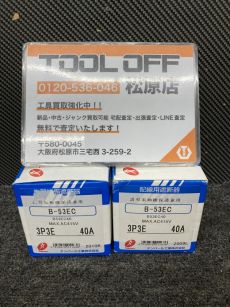 TOOL OFF
0120-536-046 松原店
工具買取強化中！！
新品・中古・ジャンク買取可能 宅配査定・出張査定・LINE査定
無料で査定いたします！
〒580-0045
大阪府松原市三宅西 3-259-2
配線用遮断器
B-53EC
MAX.AC415V
3P3E 40A
配線用遮断器
B-53EC
MAX.AC415V
3P3E 40A